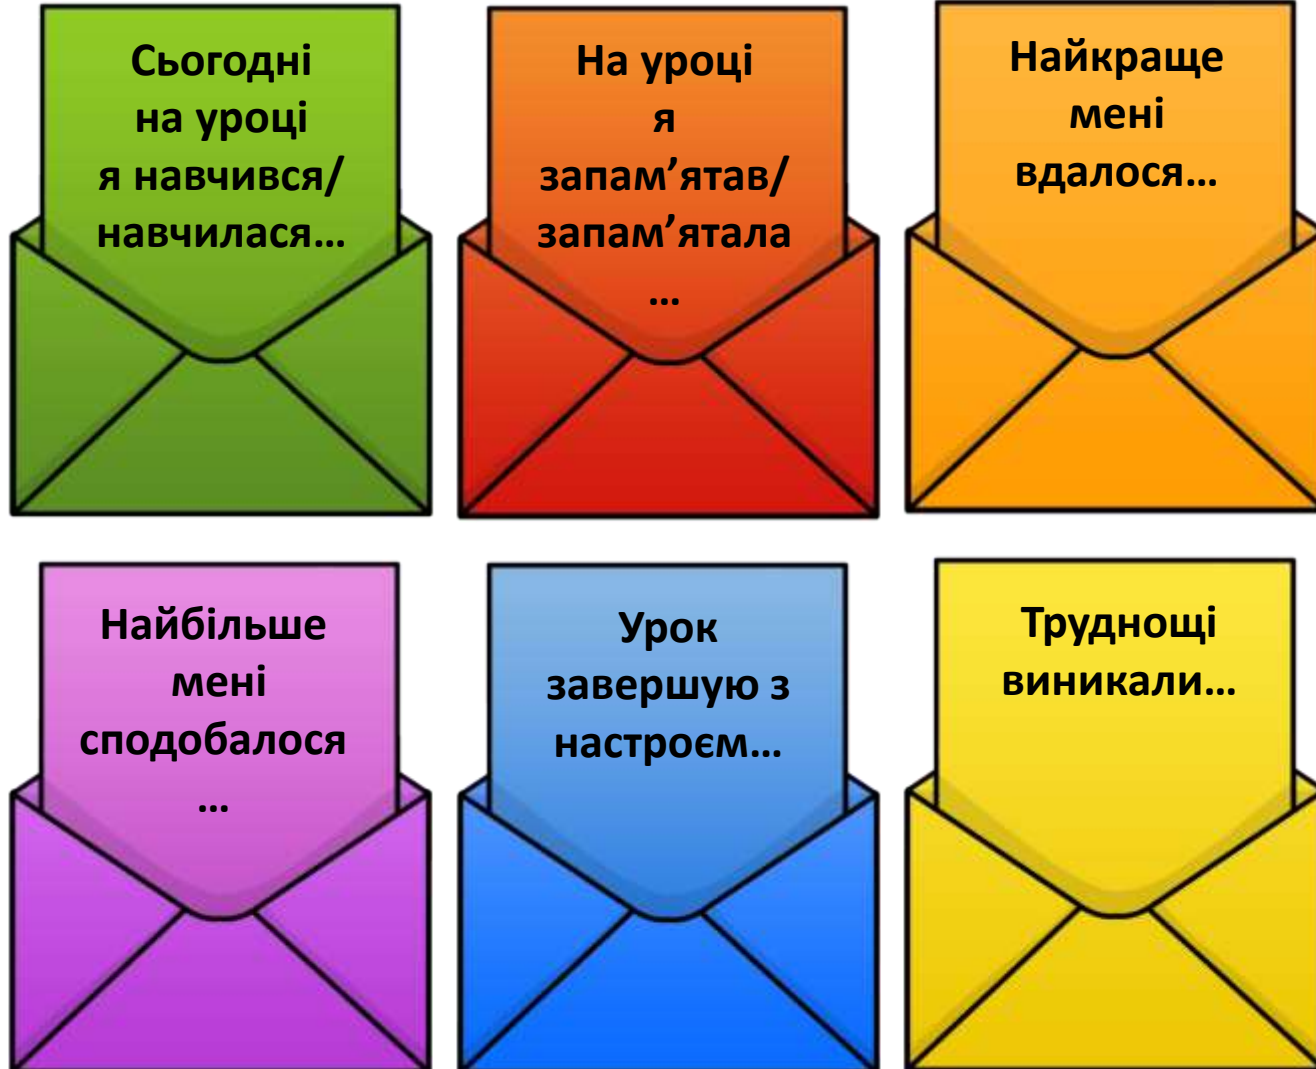 Сьогодні
на уроці
я навчився/
навчилася…
На уроці
я
запам’ятав/
запам’ятала
…
Найкраще
мені
вдалося…
Найбільше
мені
сподобалося
…
Урок
завершую з
настроєм…
Труднощі
виникали…